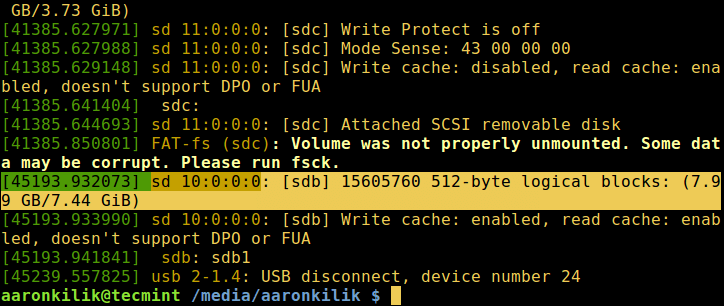 GB/3.73 GiB)
[41385.627971] sd 11:0:0:0: [sdc] Write Protect is off
[41385.627988] sd 11:0:0:0: [sdc] Mode Sense: 43 00 00 00
[41385.629148] sd 11:0:0:0: [sdc] Write cache: disabled, read cache: ena
bled, doesn't support DPO or FUA
[41385.641404]  sdc:
[41385.644693] sd 11:0:0:0: [sdc] Attached SCSI removable disk
[41385.850801] FAT-fs (sdc): Volume was not properly unmounted. Some dat
a may be corrupt. Please run fsck.
[45193.932073] sd 10:0:0:0: [sdb] 15605760 512-byte logical blocks: (7.9
9 GB/7.44 GiB)
[45193.933990] sd 10:0:0:0: [sdb] Write cache: enabled, read cache: enab
led, doesn't support DPO or FUA
[45193.941841]  sdb: sdb1
[45239.557825] usb 2-1.4: USB disconnect, device number 24
aaronkilik@tecmint /media/aaronkilik $